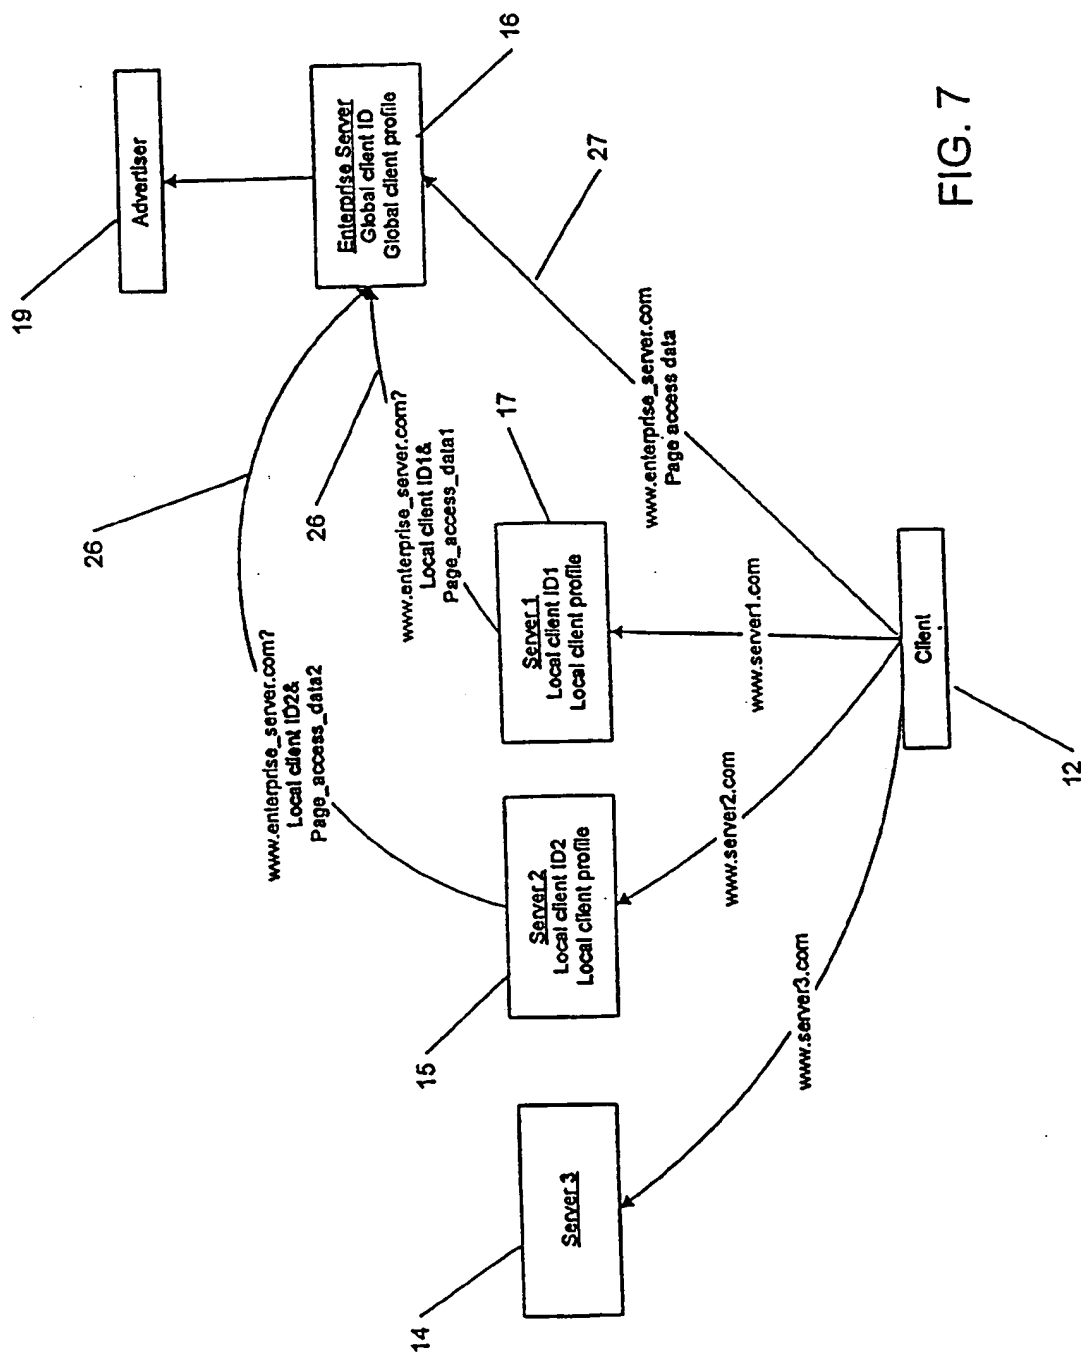 19
Advertiser
Enterprise Server
Global client ID
Global client profile
16
26
26
27
www.enterprise_server.com?
Local client ID2&
Page_access_data2
www.enterprise_server.com?
Local client ID1&
Page_access_data1
www.enterprise_server.com
Page access data
14
Server 3
15
Server 2
Local client ID2
Local client profile
Server 1
Local client ID1
Local client profile
17
www.server3.com
www.server2.com
www.server1.com
12
Client
FIG. 7